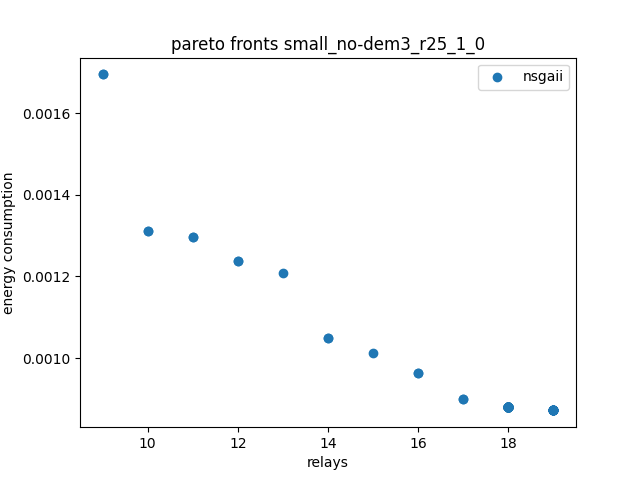 pareto fronts small_no-dem3_r25_1_0
nsgaii
0.0016
0.0014
0.0012
0.0010
energy consumption
10 12 14 16 18
relays